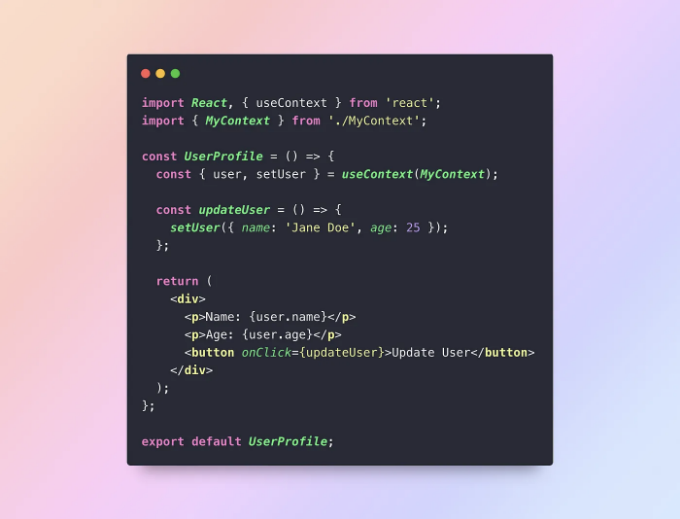 import React, { useContext } from 'react';
import { MyContext } from './MyContext';

const UserProfile = () => {
  const { user, setUser } = useContext(MyContext);

  const updateUser = () => {
    setUser({ name: 'Jane Doe', age: 25 });
  };

  return (
    <div>
      <p>Name: {user.name}</p>
      <p>Age: {user.age}</p>
      <button onClick={updateUser}>Update User</button>
    </div>
  );
};

export default UserProfile;